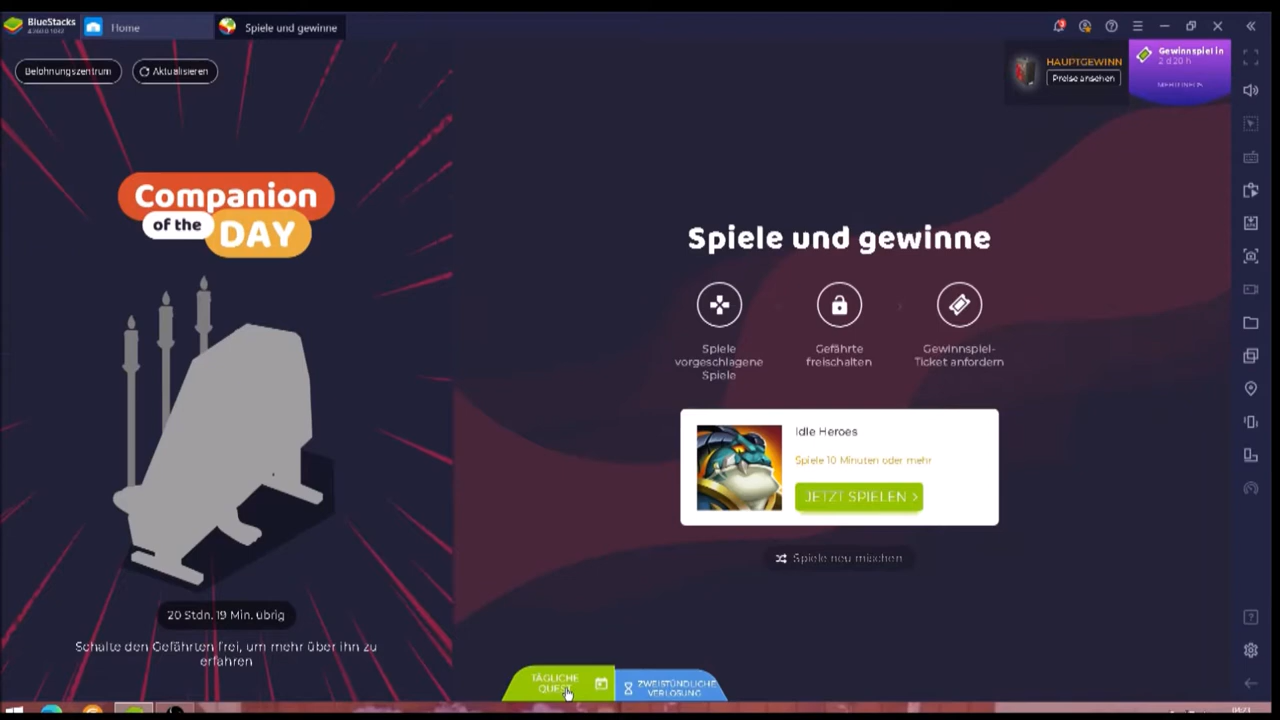 BlueStacks
Home
Spiele und gewinne
Belohnungszentrum
Aktualisieren
HAUPTGEWINN
Preise ansehen
Gewinnspiel in
2 d 20 h
Companion
of the
DAY
Spiele und gewinne
Spiele
vorgeschlagene
Spiele
Gefährte
freischalten
Gewinnspiel-
Ticket anfordern
Idle Heroes
Spiele 10 Minuten oder mehr
JETZT SPIELEN >
Spiele neu mischen
20 Stdn. 19 Min. übrig
Schalte den Gefährten frei, um mehr über ihn zu
erfahren
TÄGLICHE
QUEST
ZWEISTÜNDLICHE
VERLOSUNG